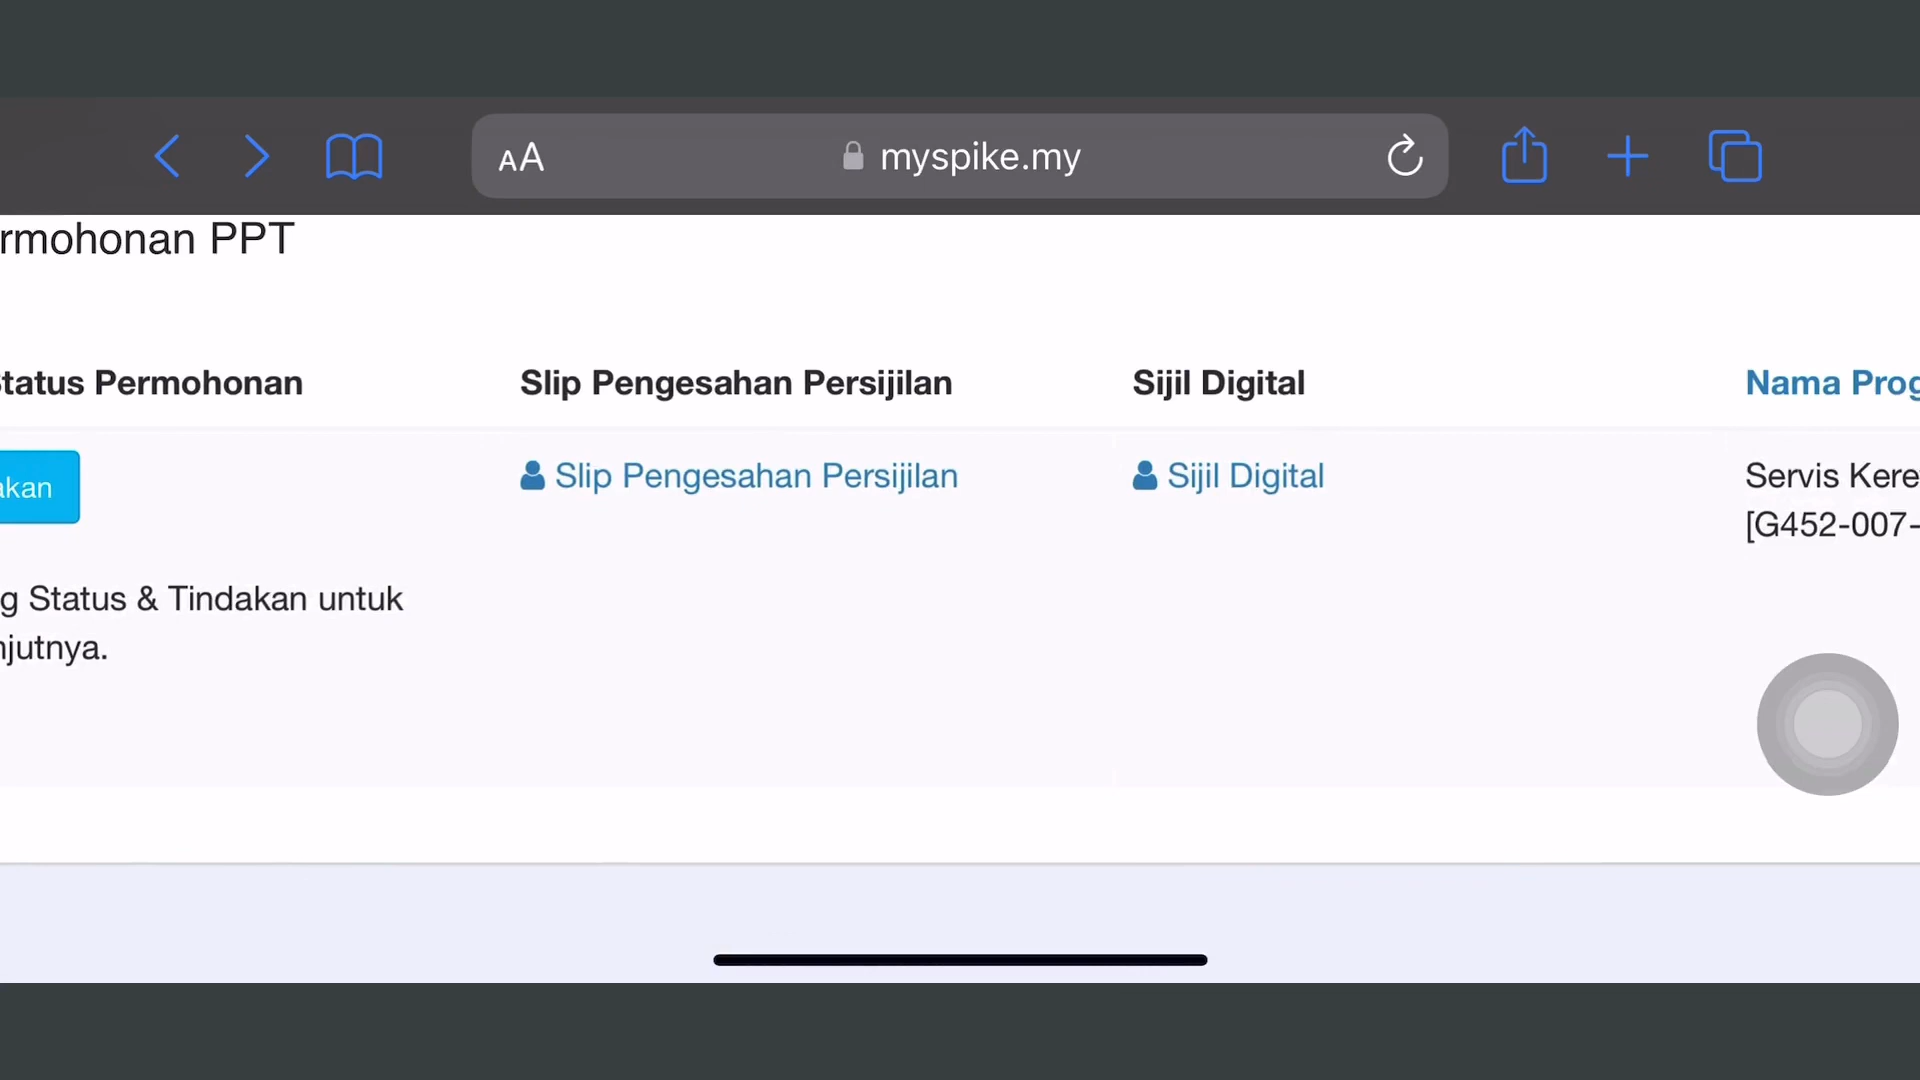 AA
myspike.my
rmohonan PPT
tatus Permohonan
Slip Pengesahan Persijilan
Sijil Digital
Nama Prog
akan
Slip Pengesahan Persijilan
Sijil Digital
Servis Kere
[G452-007-
g Status & Tindakan untuk
njutnya.